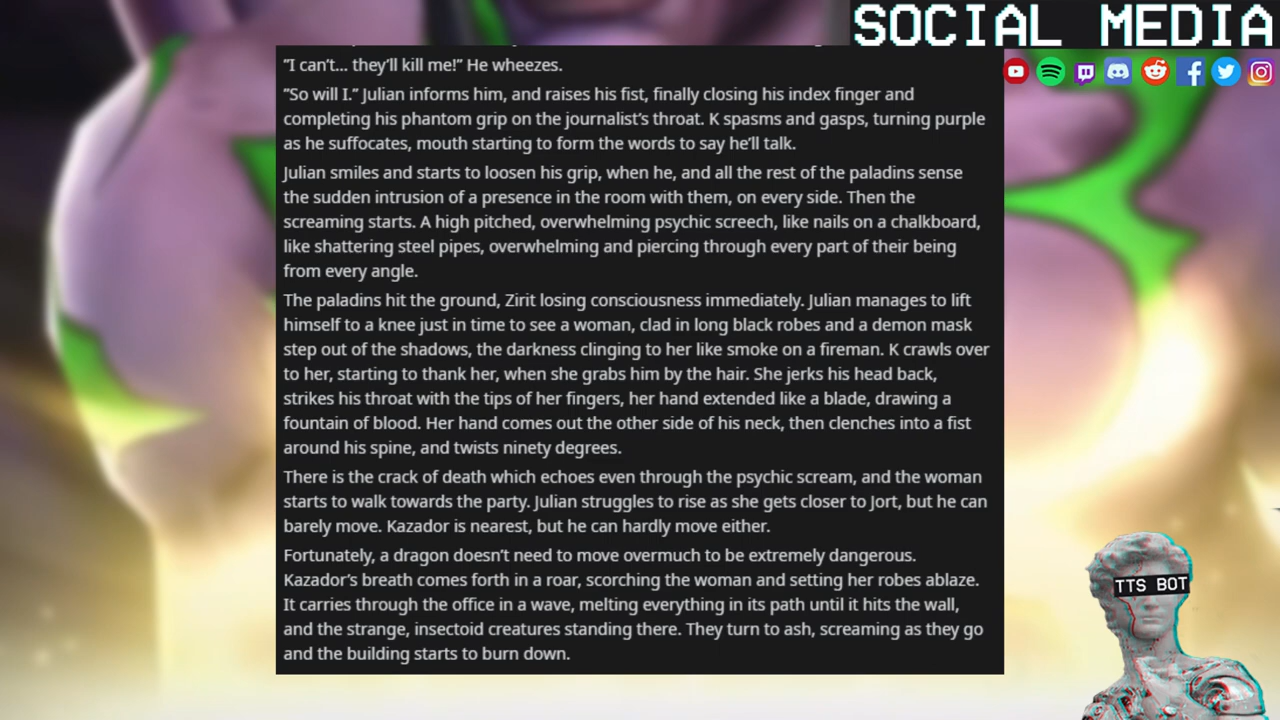 SOCIAL MEDIA
“I can’t... they’ll kill me!” He wheezes.
”So will I.” Julian informs him, and raises his fist, finally closing his index finger and
completing his phantom grip on the journalist’s throat. K spasms and gasps, turning purple
as he suffocates, mouth starting to form the words to say he’ll talk.
Julian smiles and starts to loosen his grip, when he, and all the rest of the paladins sense
the sudden intrusion of a presence in the room with them, on every side. Then the
screaming starts. A high pitched, overwhelming psychic screech, like nails on a chalkboard,
like shattering steel pipes, overwhelming and piercing through every part of their being
from every angle.
The paladins hit the ground, Zirit losing consciousness immediately. Julian manages to lift
himself to a knee just in time to see a woman, clad in long black robes and a demon mask
step out of the shadows, the darkness clinging to her like smoke on a fireman. K crawls over
to her, starting to thank her, when she grabs him by the hair. She jerks his head back,
strikes his throat with the tips of her fingers, her hand extended like a blade, drawing a
fountain of blood. Her hand comes out the other side of his neck, then clenches into a fist
around his spine, and twists ninety degrees.
There is the crack of death which echoes even through the psychic scream, and the woman
starts to walk towards the party. Julian struggles to rise as she gets closer to Jort, but he can
barely move. Kazador is nearest, but he can hardly move either.
Fortunately, a dragon doesn’t need to move overmuch to be extremely dangerous.
Kazador’s breath comes forth in a roar, scorching the woman and setting her robes ablaze.
It carries through the office in a wave, melting everything in its path until it hits the wall,
and the strange, insectoid creatures standing there. They turn to ash, screaming as they go
and the building starts to burn down.
TTS BOT